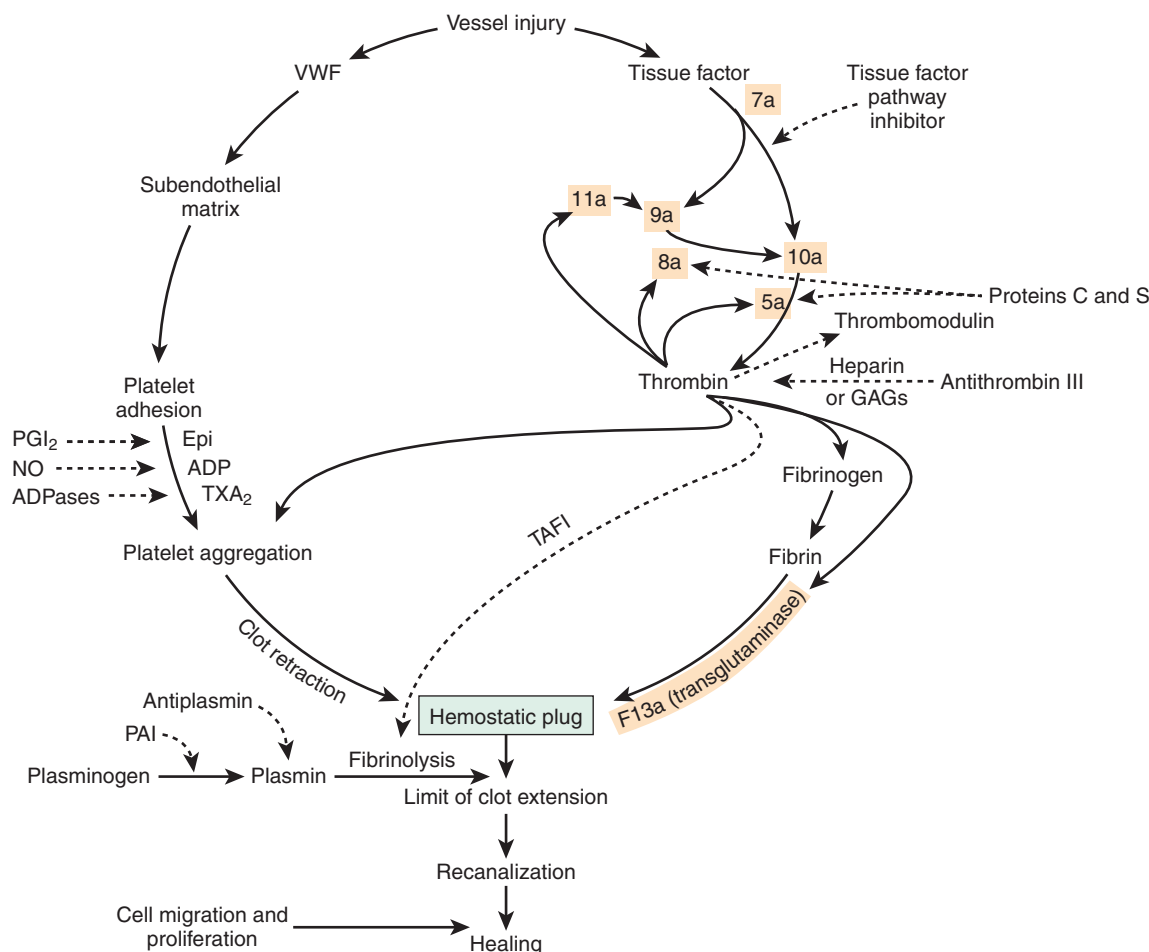 Vessel injury
VWF
Tissue factor
7a
Tissue factor
pathway
inhibitor
Subendothelial
matrix
11a
9a
8a
10a
5a
Proteins C and S
Thrombomodulin
Thrombin
Heparin
or GAGs
Antithrombin III
Platelet
adhesion
PGI₂
Epi
NO
ADP
ADPases
TXA₂
Platelet aggregation
TAFI
Fibrinogen
Fibrin
F13a (transglutaminase)
Clot retraction
Hemostatic plug
Antiplasmin
PAI
Plasminogen
Plasmin
Fibrinolysis
Limit of clot extension
Recanalization
Cell migration and
proliferation
Healing